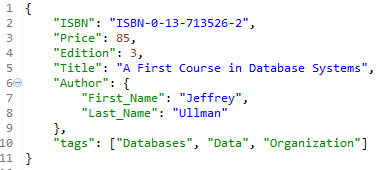 1 {
2 "ISBN": "ISBN-0-13-713526-2",
3 "Price": 85,
4 "Edition": 3,
5 "Title": "A First Course in Database Systems",
6 "Author": {
7 "First_Name": "Jeffrey",
8 "Last_Name": "Ullman"
9 },
10 "tags": ["Databases", "Data", "Organization"]
11 }